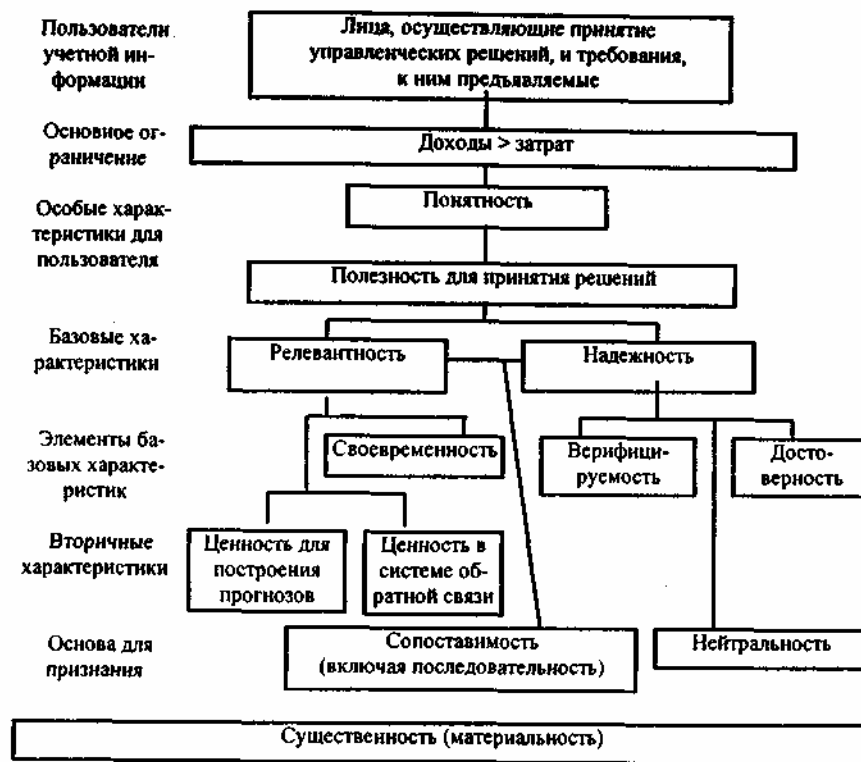 Пользователи
учетной ин-
формации
Лица, осуществляющие принятие
управленческих решений, и требования,
к ним предъявляемые
Основное ог-
раничение
Доходы > затрат
Особые харак-
теристики для
пользователя
Понятность
Полезность для принятия решений
Базовые ха-
рактеристики
Релевантность
Надежность
Элементы ба-
зовых характе-
ристик
Своевременность
Верифици-
руемость
Досто-
верность
Вторичные
характеристики
Ценность для
построения
прогнозов
Ценность в
системе об-
ратной связи
Основа для
признания
Сопоставимость
(включая последовательность)
Нейтральность
Существенность (материальность)